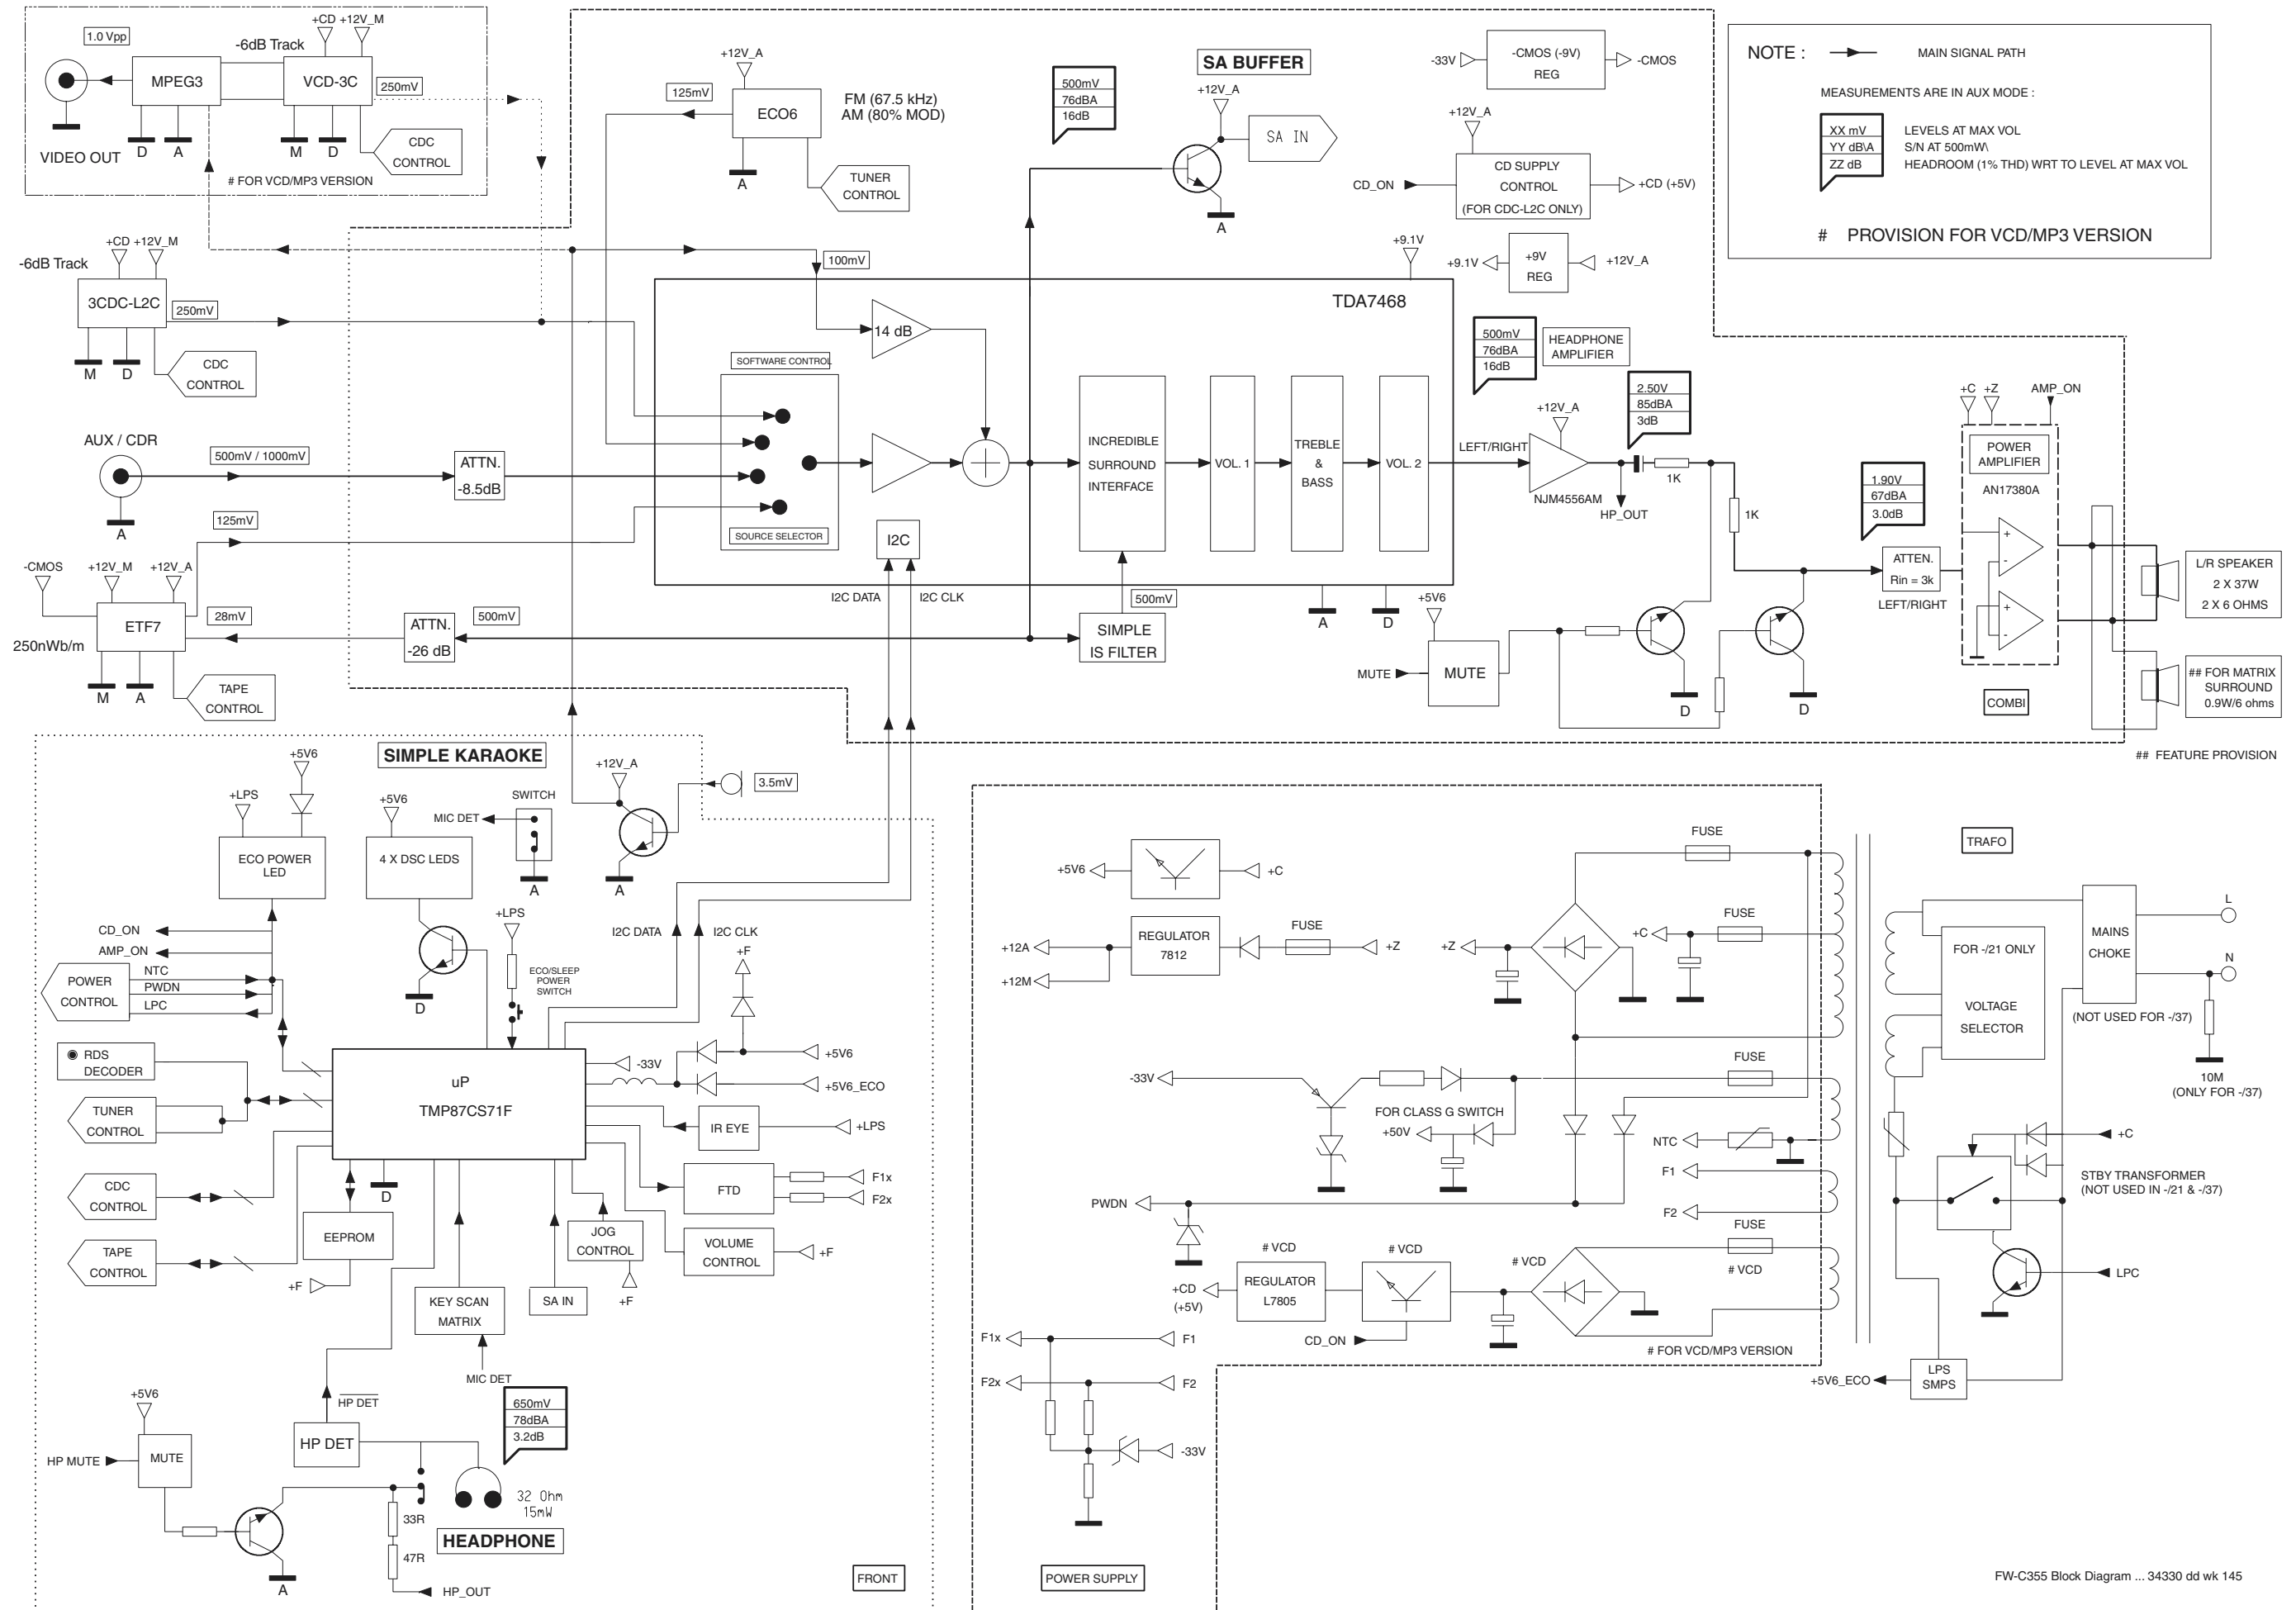 +CD +12V_M
1.0 Vpp
-6dB Track
MPEG3
VCD-3C
250mV
D
A
M
D
VIDEO OUT
CDC
CONTROL
# FOR VCD/MP3 VERSION
+12V_A
125mV
ECO6
FM (67.5 kHz)
AM (80% MOD)
A
TUNER
CONTROL
500mV
76dBA
16dB
SA BUFFER
+12V_A
SA IN
A
-33V
-CMOS (-9V)
REG
-CMOS
+12V_A
CD_ON
CD SUPPLY
CONTROL
(FOR CDC-L2C ONLY)
+CD (+5V)
+9.1V
+9.1V
+9V
REG
+12V_A
NOTE :
MAIN SIGNAL PATH
MEASUREMENTS ARE IN AUX MODE :
XX mV
YY dB\A
ZZ dB
LEVELS AT MAX VOL
S/N AT 500mW\
HEADROOM (1% THD) WRT TO LEVEL AT MAX VOL
# PROVISION FOR VCD/MP3 VERSION
+CD +12V_M
-6dB Track
3CDC-L2C
250mV
M
D
CDC
CONTROL
100mV
TDA7468
14 dB
SOFTWARE CONTROL
SOURCE SELECTOR
AUX / CDR
500mV / 1000mV
A
ATTN.
-8.5dB
125mV
INCREDIBLE
SURROUND
INTERFACE
VOL. 1
TREBLE
&
BASS
VOL. 2
I2C
I2C DATA
I2C CLK
A
D
500mV
76dBA
16dB
HEADPHONE
AMPLIFIER
+12V_A
LEFT/RIGHT
NJM4556AM
HP_OUT
2.50V
85dBA
3dB
1K
1K
1.90V
67dBA
3.0dB
ATTEN.
Rin = 3k
LEFT/RIGHT
+C
+Z
AMP_ON
POWER
AMPLIFIER
AN17380A
+
-
+
-
COMBI
L/R SPEAKER
2 X 37W
2 X 6 OHMS
## FOR MATRIX
SURROUND
0.9W/6 ohms
## FEATURE PROVISION
-CMOS
+12V_M
+12V_A
ETF7
250nWb/m
28mV
M
A
TAPE
CONTROL
ATTN.
-26 dB
500mV
500mV
SIMPLE
IS FILTER
+5V6
MUTE
MUTE
D
D
SIMPLE KARAOKE
+5V6
+LPS
ECO POWER
LED
+5V6
4 X DSC LEDS
D
SWITCH
MIC DET
A
+12V_A
A
3.5mV
CD_ON
AMP_ON
POWER
CONTROL
NTC
PWDN
LPC
+LPS
ECO/SLEEP
POWER
SWITCH
I2C DATA
I2C CLK
+F
RDS
DECODER
TUNER
CONTROL
CDC
CONTROL
TAPE
CONTROL
uP
TMP87CS71F
-33V
+5V6
+5V6_ECO
IR EYE
+LPS
FTD
F1x
F2x
VOLUME
CONTROL
+F
D
EEPROM
+F
KEY SCAN
MATRIX
MIC DET
SA IN
JOG
CONTROL
+F
HP DET
HP DET
650mV
78dBA
3.2dB
32 Ohm
15mW
HEADPHONE
+5V6
HP MUTE
MUTE
A
33R
47R
HP_OUT
FRONT
+5V6
+C
REGULATOR
7812
+12A
+12M
FUSE
+Z
+Z
+C
FUSE
FUSE
-33V
FOR CLASS G SWITCH
+50V
FUSE
NTC
F1
F2
PWDN
FUSE
# VCD
# VCD
# VCD
# VCD
+CD
(+5V)
REGULATOR
L7805
CD_ON
# FOR VCD/MP3 VERSION
F1x
F1
F2x
F2
-33V
POWER SUPPLY
TRAFO
L
N
MAINS
CHOKE
FOR -/21 ONLY
VOLTAGE
SELECTOR
(NOT USED FOR -/37)
10M
(ONLY FOR -/37)
+C
STBY TRANSFORMER
(NOT USED IN -/21 & -/37)
LPC
LPS
SMPS
+5V6_ECO
FW-C355 Block Diagram ... 34330 dd wk 145